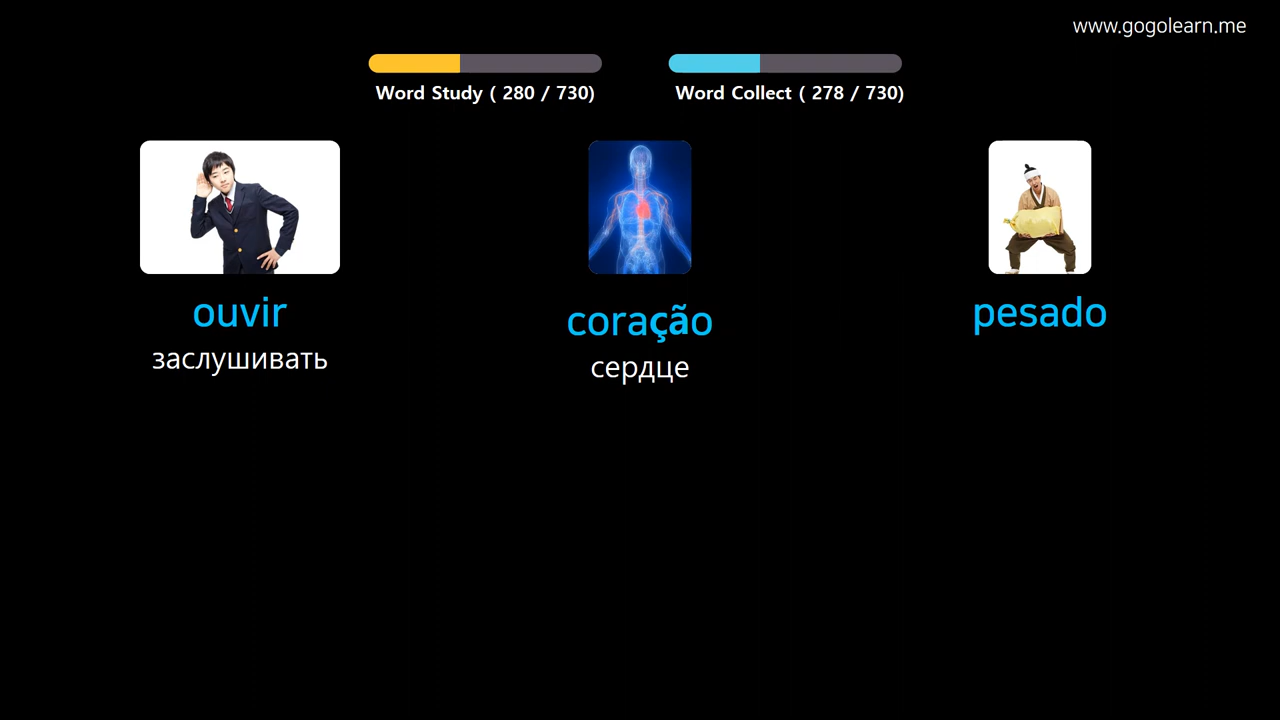 www.gogolearn.me
Word Study ( 280 / 730)
Word Collect ( 278 / 730)
ouvir
заслушивать
coração
сердце
pesado